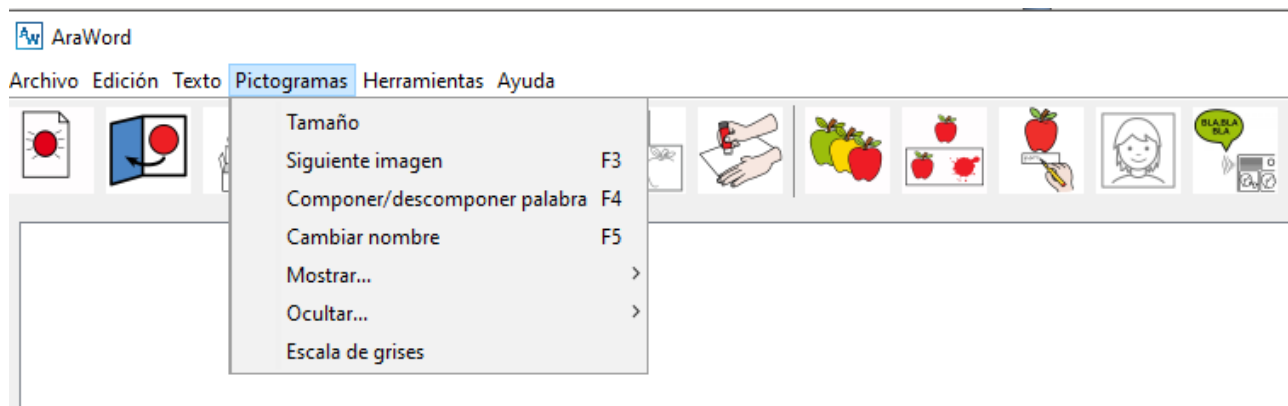 AW AraWord
Archivo Edición Texto Pictogramas Herramientas Ayuda
Tamaño
Siguiente imagen F3
Componer/descomponer palabra F4
Cambiar nombre F5
Mostrar...
Ocultar...
Escala de grises
BLA,BLA
BLA